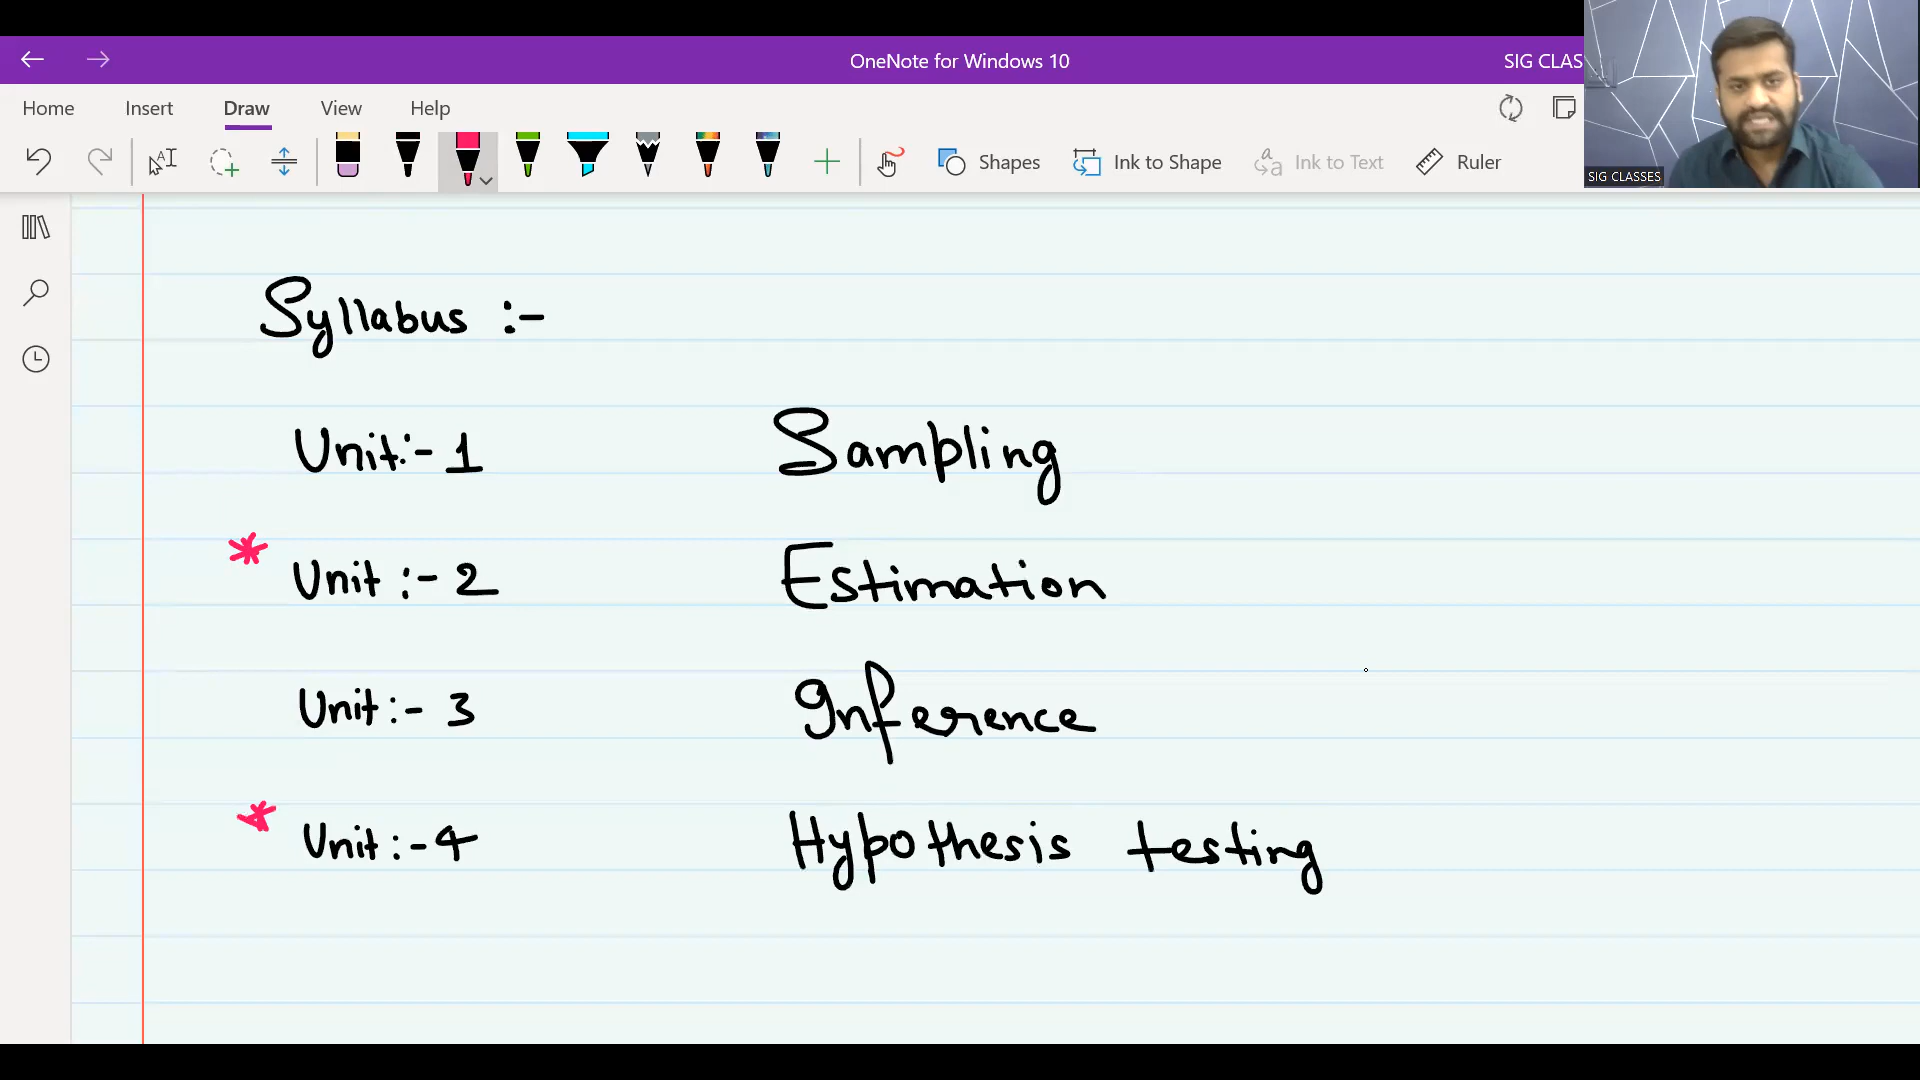 OneNote for Windows 10
SIG CLAS
Home Insert Draw View Help
Shapes Ink to Shape Ink to Text Ruler
SIG CLASSES
Syllabus :-
Unit:- 1 Sampling
* Unit :- 2 Estimation
Unit :- 3 Inference
* Unit :- 4 Hypothesis testing